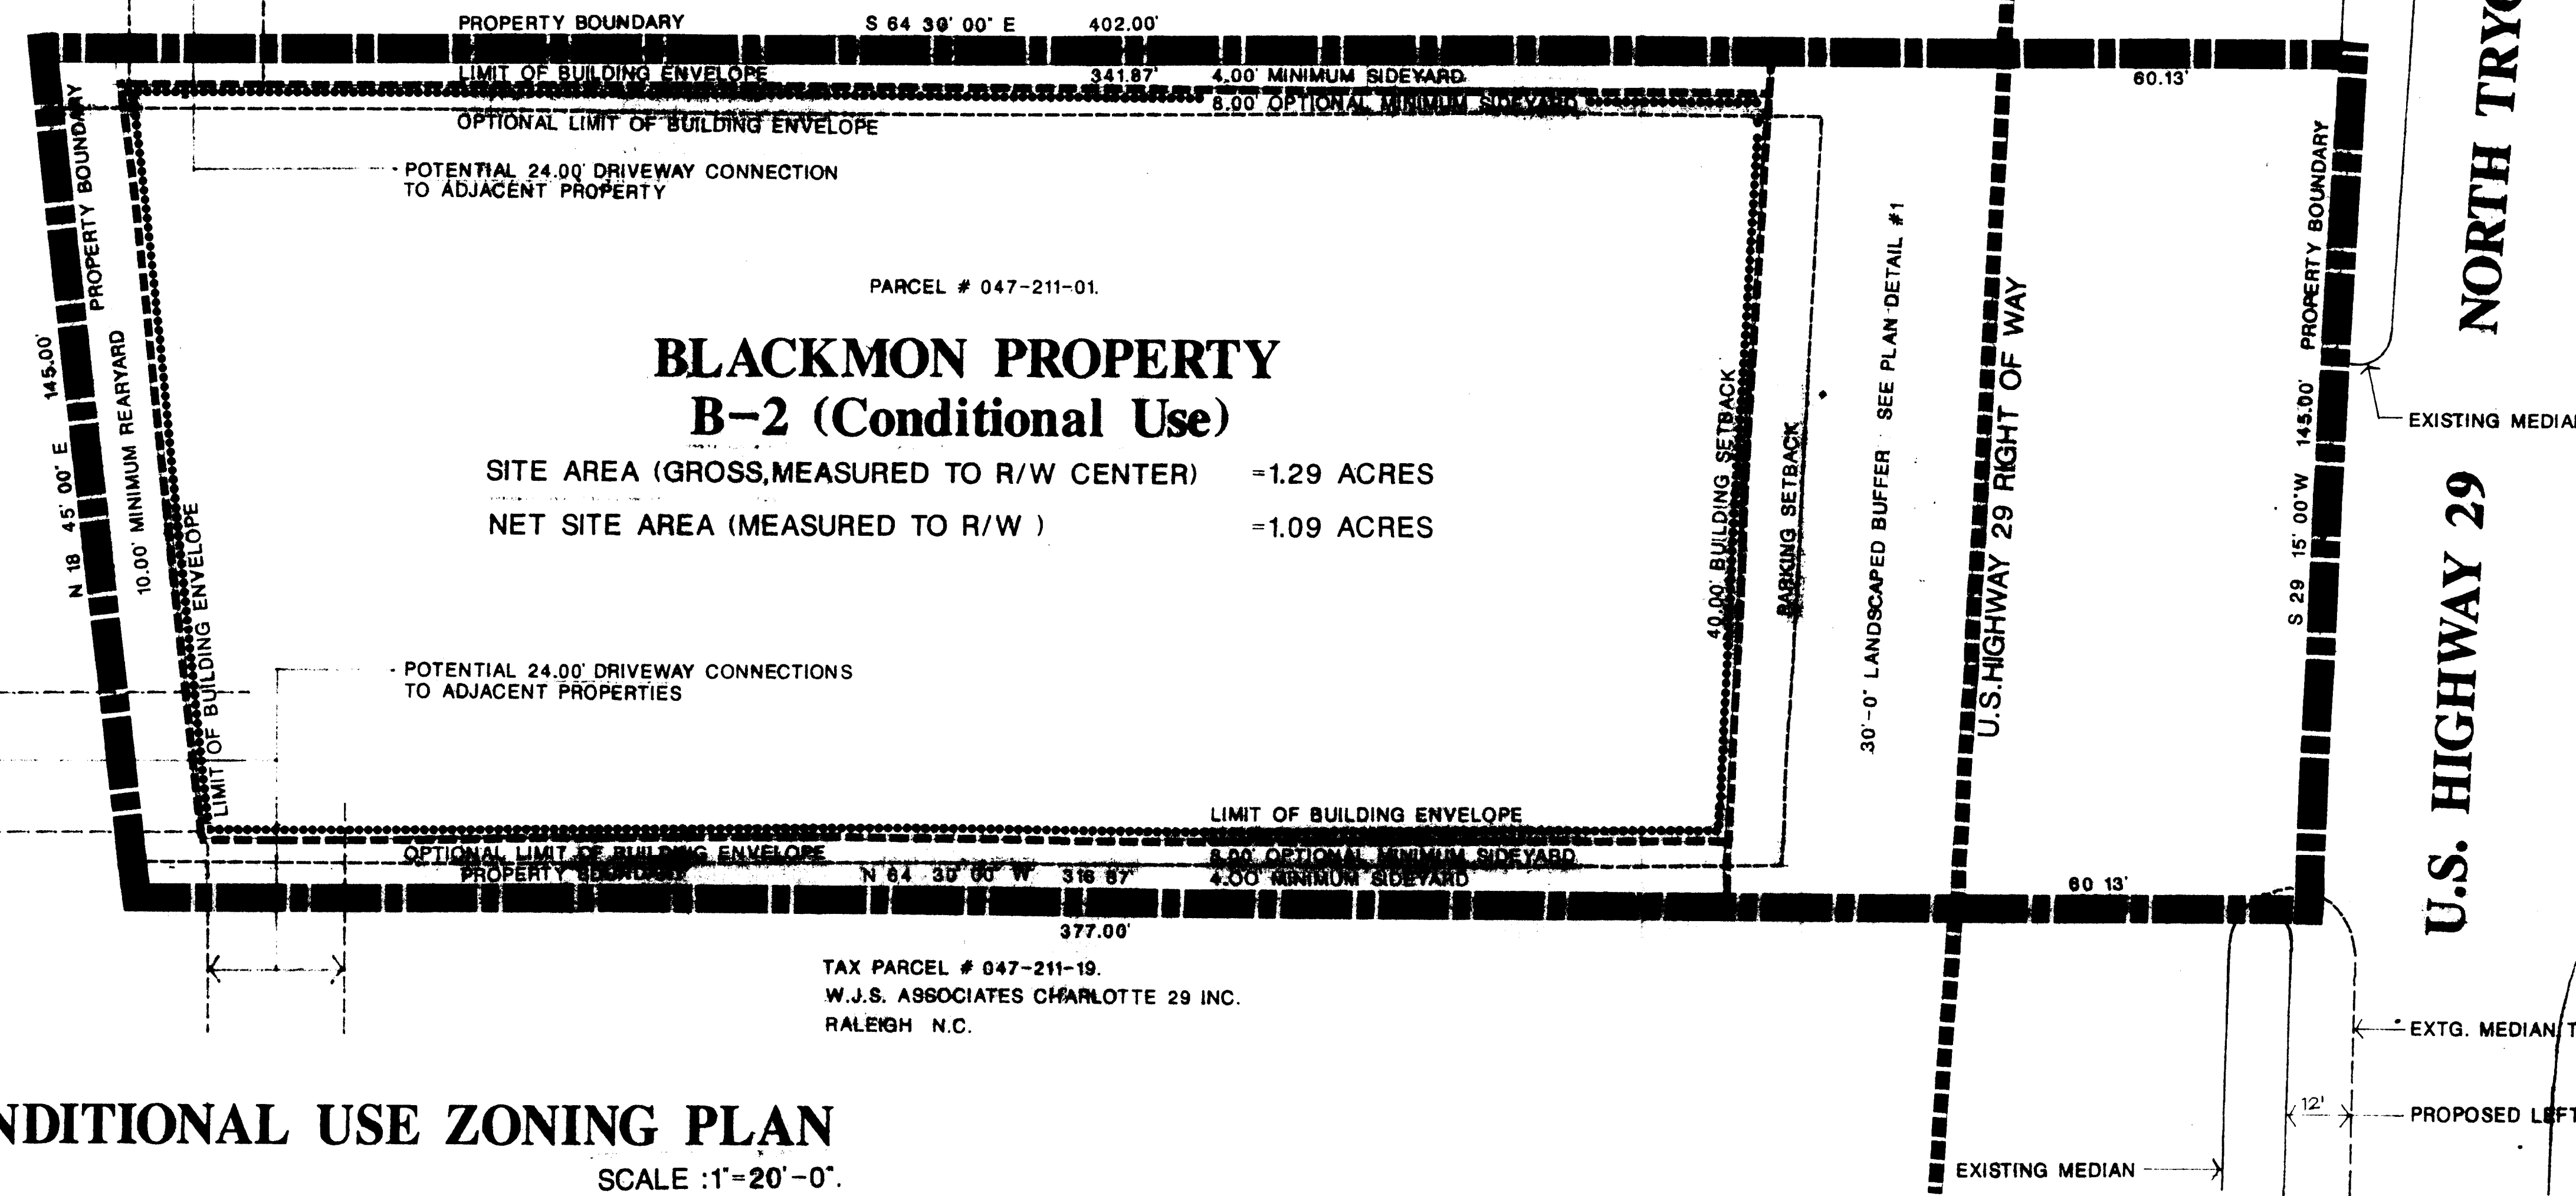 PROPERTY BOUNDARY S 64 30' 00" E 402.00'
LIMIT OF BUILDING ENVELOPE 341.87' 4.00' MINIMUM SIDEYARD 60.13'
8.00' OPTIONAL MINIMUM SIDEYARD
OPTIONAL LIMIT OF BUILDING ENVELOPE
POTENTIAL 24.00' DRIVEWAY CONNECTION
TO ADJACENT PROPERTY
PARCEL # 047-211-01.
BLACKMON PROPERTY
B-2 (Conditional Use)
SITE AREA (GROSS,MEASURED TO R/W CENTER) =1.29 ACRES
NET SITE AREA (MEASURED TO R/W ) =1.09 ACRES
POTENTIAL 24.00' DRIVEWAY CONNECTIONS
TO ADJACENT PROPERTIES
N 18 45' 00" E 145.00'
PROPERTY BOUNDARY
10.00' MINIMUM REARYARD
LIMIT OF BUILDING ENVELOPE
40.00' BUILDING SETBACK
PARKING SETBACK
30'-0" LANDSCAPED BUFFER SEE PLAN DETAIL #1
U.S.HIGHWAY 29 RIGHT OF WAY
S 29 15' 00"W 145.00' PROPERTY BOUNDARY
U.S. HIGHWAY 29 NORTH
EXISTING
LIMIT OF BUILDING ENVELOPE
OPTIONAL LIMIT OF BUILDING ENVELOPE 8.00' OPTIONAL MINIMUM SIDEYARD
PROPERTY BOUNDARY N 64 30' 00" W 316 87' 4.00 MINIMUM SIDEYARD 60 13'
377.00'
TAX PARCEL # 047-211-19.
W.J.S. ASSOCIATES CHARLOTTE 29 INC.
RALEIGH N.C.
EXTG. MEDIAN
12' PROPOSED LEFT
EXISTING MEDIAN
NDITIONAL USE ZONING PLAN
SCALE :1"=20'-0".